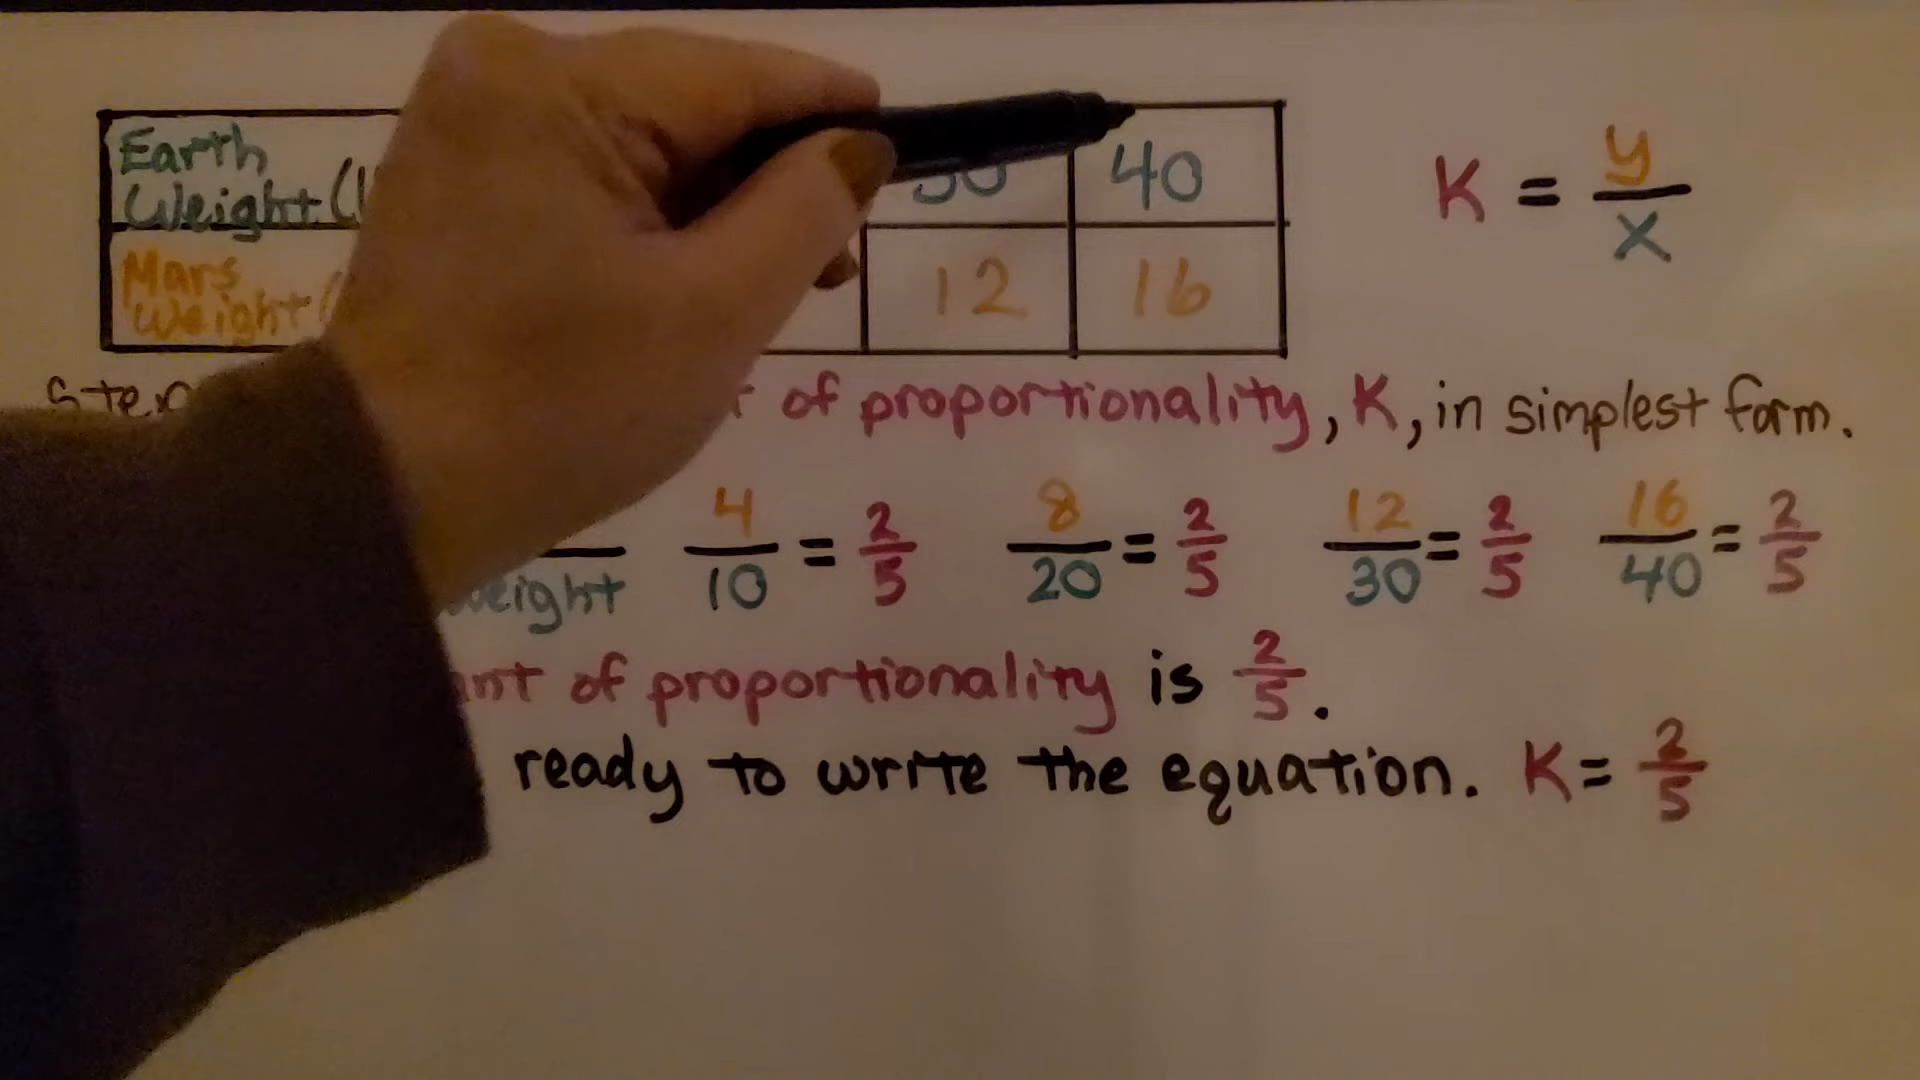 Earth 40
Weight (
Mars 12 16
Weight (
K = y/x
of proportionality, K, in simplest form.
4/10 = 2/5 8/20 = 2/5 12/30 = 2/5 16/40 = 2/5
of proportionality is 2/5.
ready to write the equation. K = 2/5